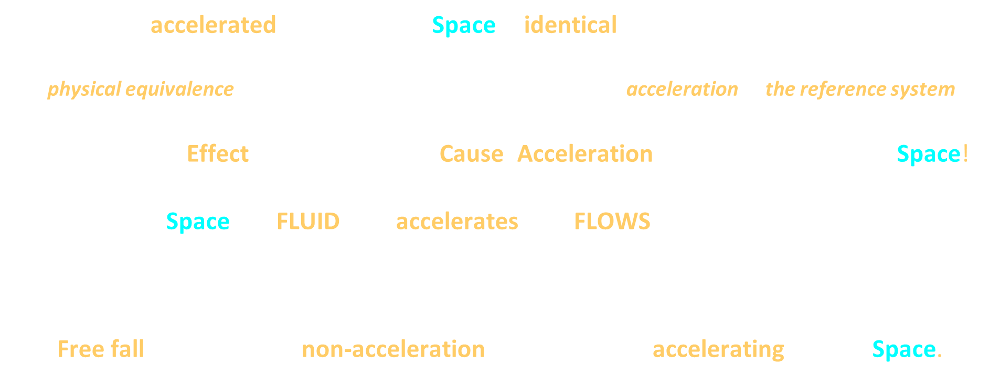 accelerated Space identical
physical equivalence acceleration the reference system
Effect Cause Acceleration Space!
Space FLUID accelerates FLOWS
Free fall non-acceleration accelerating Space.